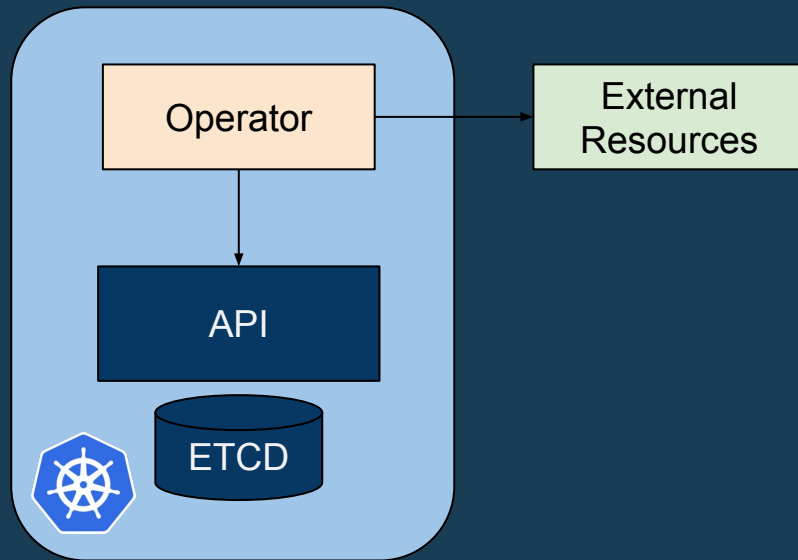 Operator
External
Resources
API
ETCD